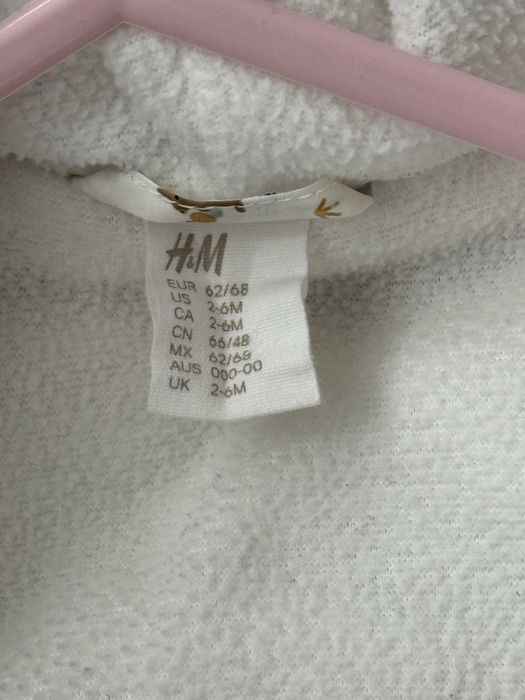 H&M
EUR 62/68
US 2-6M
CA 2-6M
CN 66/48
MX 62/68
AUS 000-00
UK 2-6M